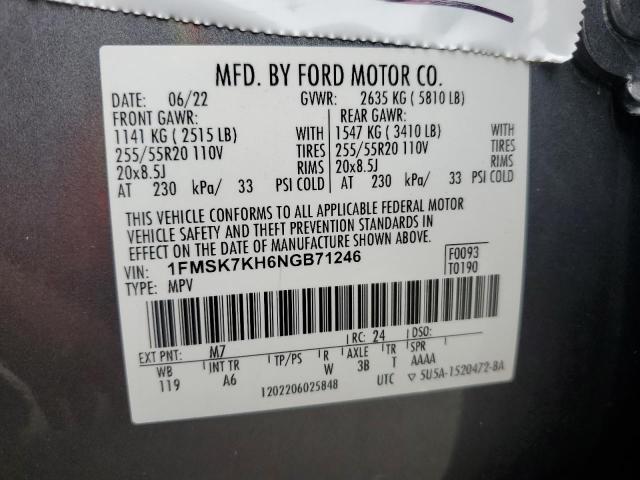 MFD. BY FORD MOTOR CO.
DATE: 06/22 GVWR: 2635 KG ( 5810 LB)
FRONT GAWR: REAR GAWR:
1141 KG ( 2515 LB) WITH 1547 KG ( 3410 LB) WITH
255/55R20 110V TIRES 255/55R20 110V TIRES
20x8.5J RIMS 20x8.5J RIMS
AT 230 kPa/ 33 PSI COLD AT 230 kPa/ 33 PSI COLD
THIS VEHICLE CONFORMS TO ALL APPLICABLE FEDERAL MOTOR
VEHICLE SAFETY AND THEFT PREVENTION STANDARDS IN
EFFECT ON THE DATE OF MANUFACTURE SHOWN ABOVE.
VIN: 1FMSK7KH6NGB71246 F0093
TYPE: MPV T0190
EXT PNT: M7 RC: 24 DSO:
WB INT TR TP/PS R AXLE TR SPR
119 A6 W 3B T AAAA
1202206025848 UTC ▽ 5U5A-1520472-BA